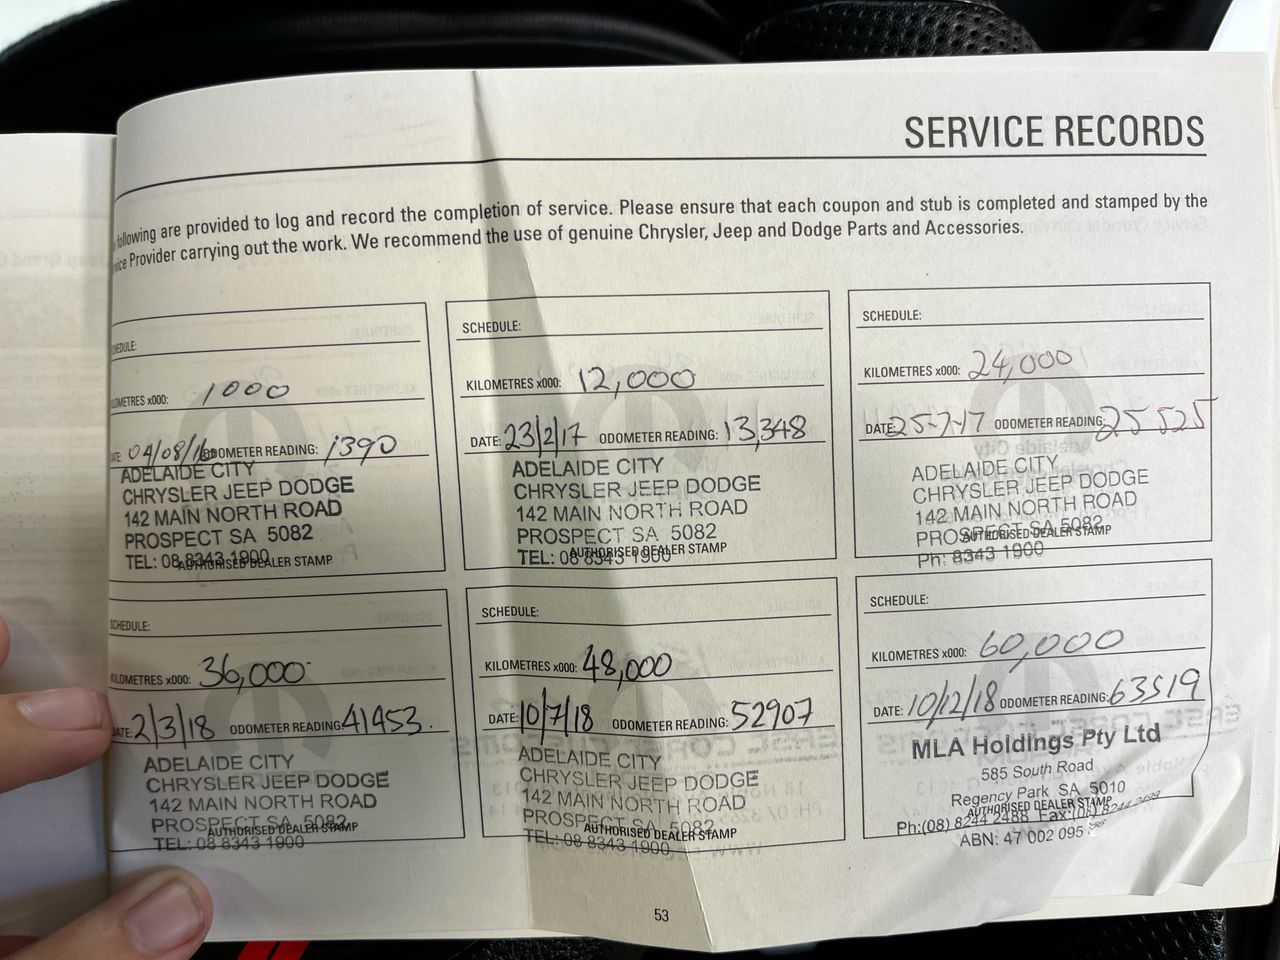 SERVICE RECORDS
following are provided to log and record the completion of service. Please ensure that each coupon and stub is completed and stamped by the
Provider carrying out the work. We recommend the use of genuine Chrysler, Jeep and Dodge Parts and Accessories.
HEDULE:
OMETRES x000: 1000
04/08/16 ODOMETER READING: 1390
ADELAIDE CITY
CHRYSLER JEEP DODGE
142 MAIN NORTH ROAD
PROSPECT SA 5082
TEL: 08 8343 1900
AUTHORISED DEALER STAMP
SCHEDULE:
KILOMETRES x000: 12,000
DATE: 23/2/17 ODOMETER READING: 13,348
ADELAIDE CITY
CHRYSLER JEEP DODGE
142 MAIN NORTH ROAD
PROSPECT SA 5082
TEL: 08 8343 1900
AUTHORISED DEALER STAMP
SCHEDULE:
KILOMETRES x000: 24,000
DATE: 25-7-17 ODOMETER READING: 25525
ADELAIDE CITY
CHRYSLER JEEP DODGE
142 MAIN NORTH ROAD
PROSPECT SA 5082
AUTHORISED DEALER STAMP
Ph: 8343 1900
SCHEDULE:
KILOMETRES x000: 36,000
DATE: 2/3/18 ODOMETER READING: 41453.
ADELAIDE CITY
CHRYSLER JEEP DODGE
142 MAIN NORTH ROAD
PROSPECT SA 5082
AUTHORISED DEALER STAMP
TEL: 08 8343 1900
SCHEDULE:
KILOMETRES x000: 48,000
DATE: 10/7/18 ODOMETER READING: 52907
ADELAIDE CITY
CHRYSLER JEEP DODGE
142 MAIN NORTH ROAD
PROSPECT SA 5082
AUTHORISED DEALER STAMP
TEL: 08 8343 1900
SCHEDULE:
KILOMETRES x000: 60,000
DATE: 10/12/18 ODOMETER READING: 63519
MLA Holdings Pty Ltd
585 South Road
Regency Park SA 5010
AUTHORISED DEALER STAMP
Ph:(08) 8244 2488 Fax:(08) 8244 2499
ABN: 47 002 095
53